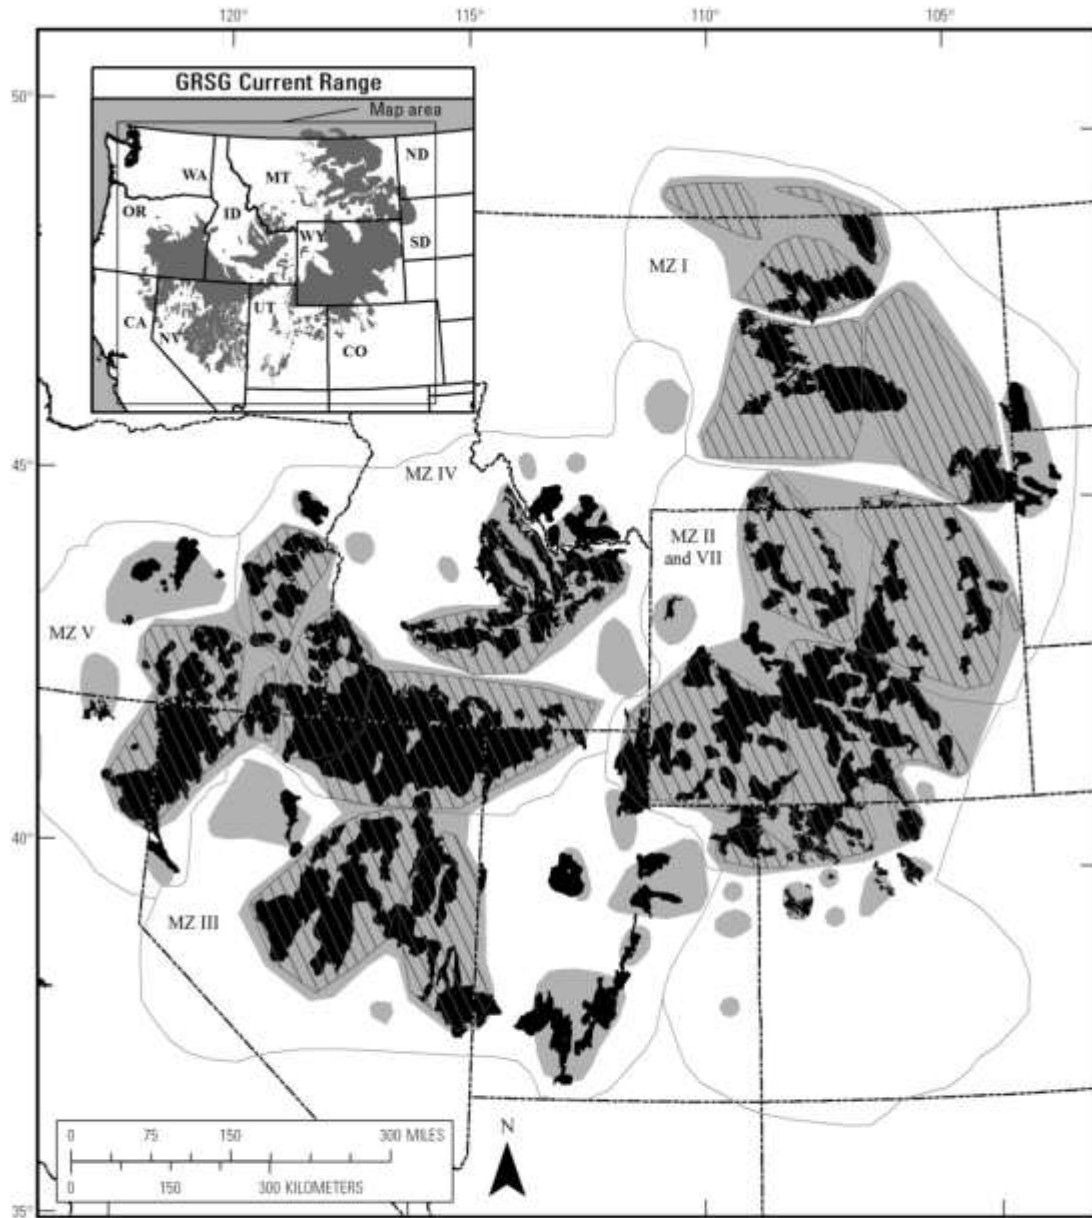 120° 115° 110° 105°
50°
GRSG Current Range
Map area
WA MT ND
OR ID WY SD
CA NV UT CO
MZ I
45°
MZ IV
MZ II
and VII
MZ V
40°
MZ III
N
0 75 150 300 MILES
0 150 300 KILOMETERS
35°